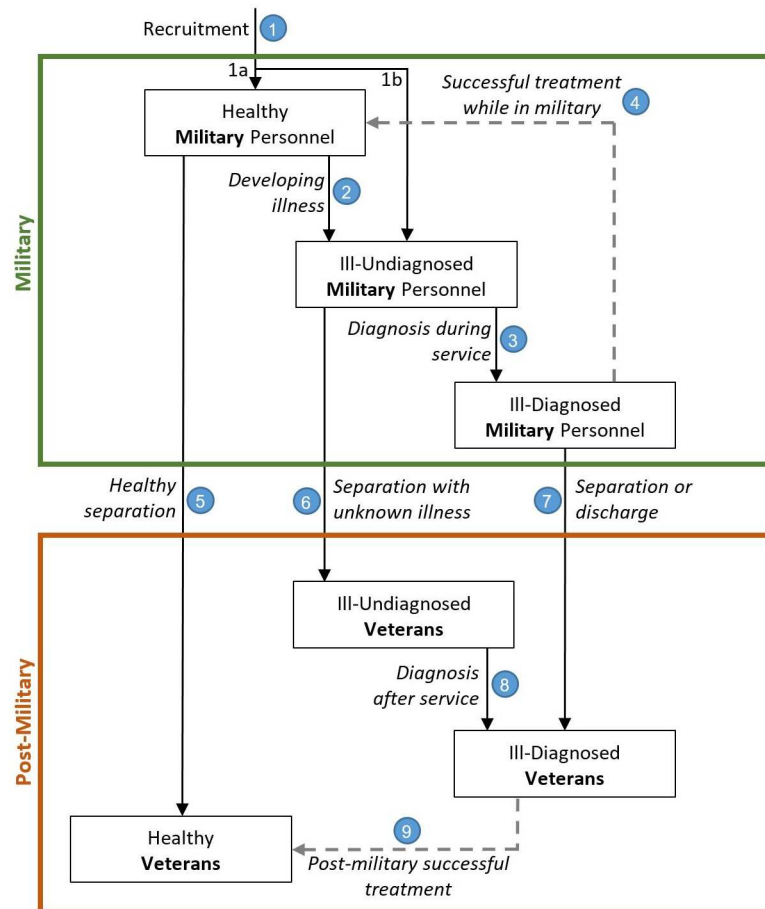 Recruitment
1
1a
1b
Successful treatment
while in military
4
Healthy
Military Personnel
Developing
illness
2
Military
Ill-Undiagnosed
Military Personnel
Diagnosis during
service
3
Ill-Diagnosed
Military Personnel
Healthy
separation
5
6
Separation with
unknown illness
7
Separation or
discharge
Ill-Undiagnosed
Veterans
Diagnosis
after service
8
Post-Military
Ill-Diagnosed
Veterans
Healthy
Veterans
9
Post-military successful
treatment